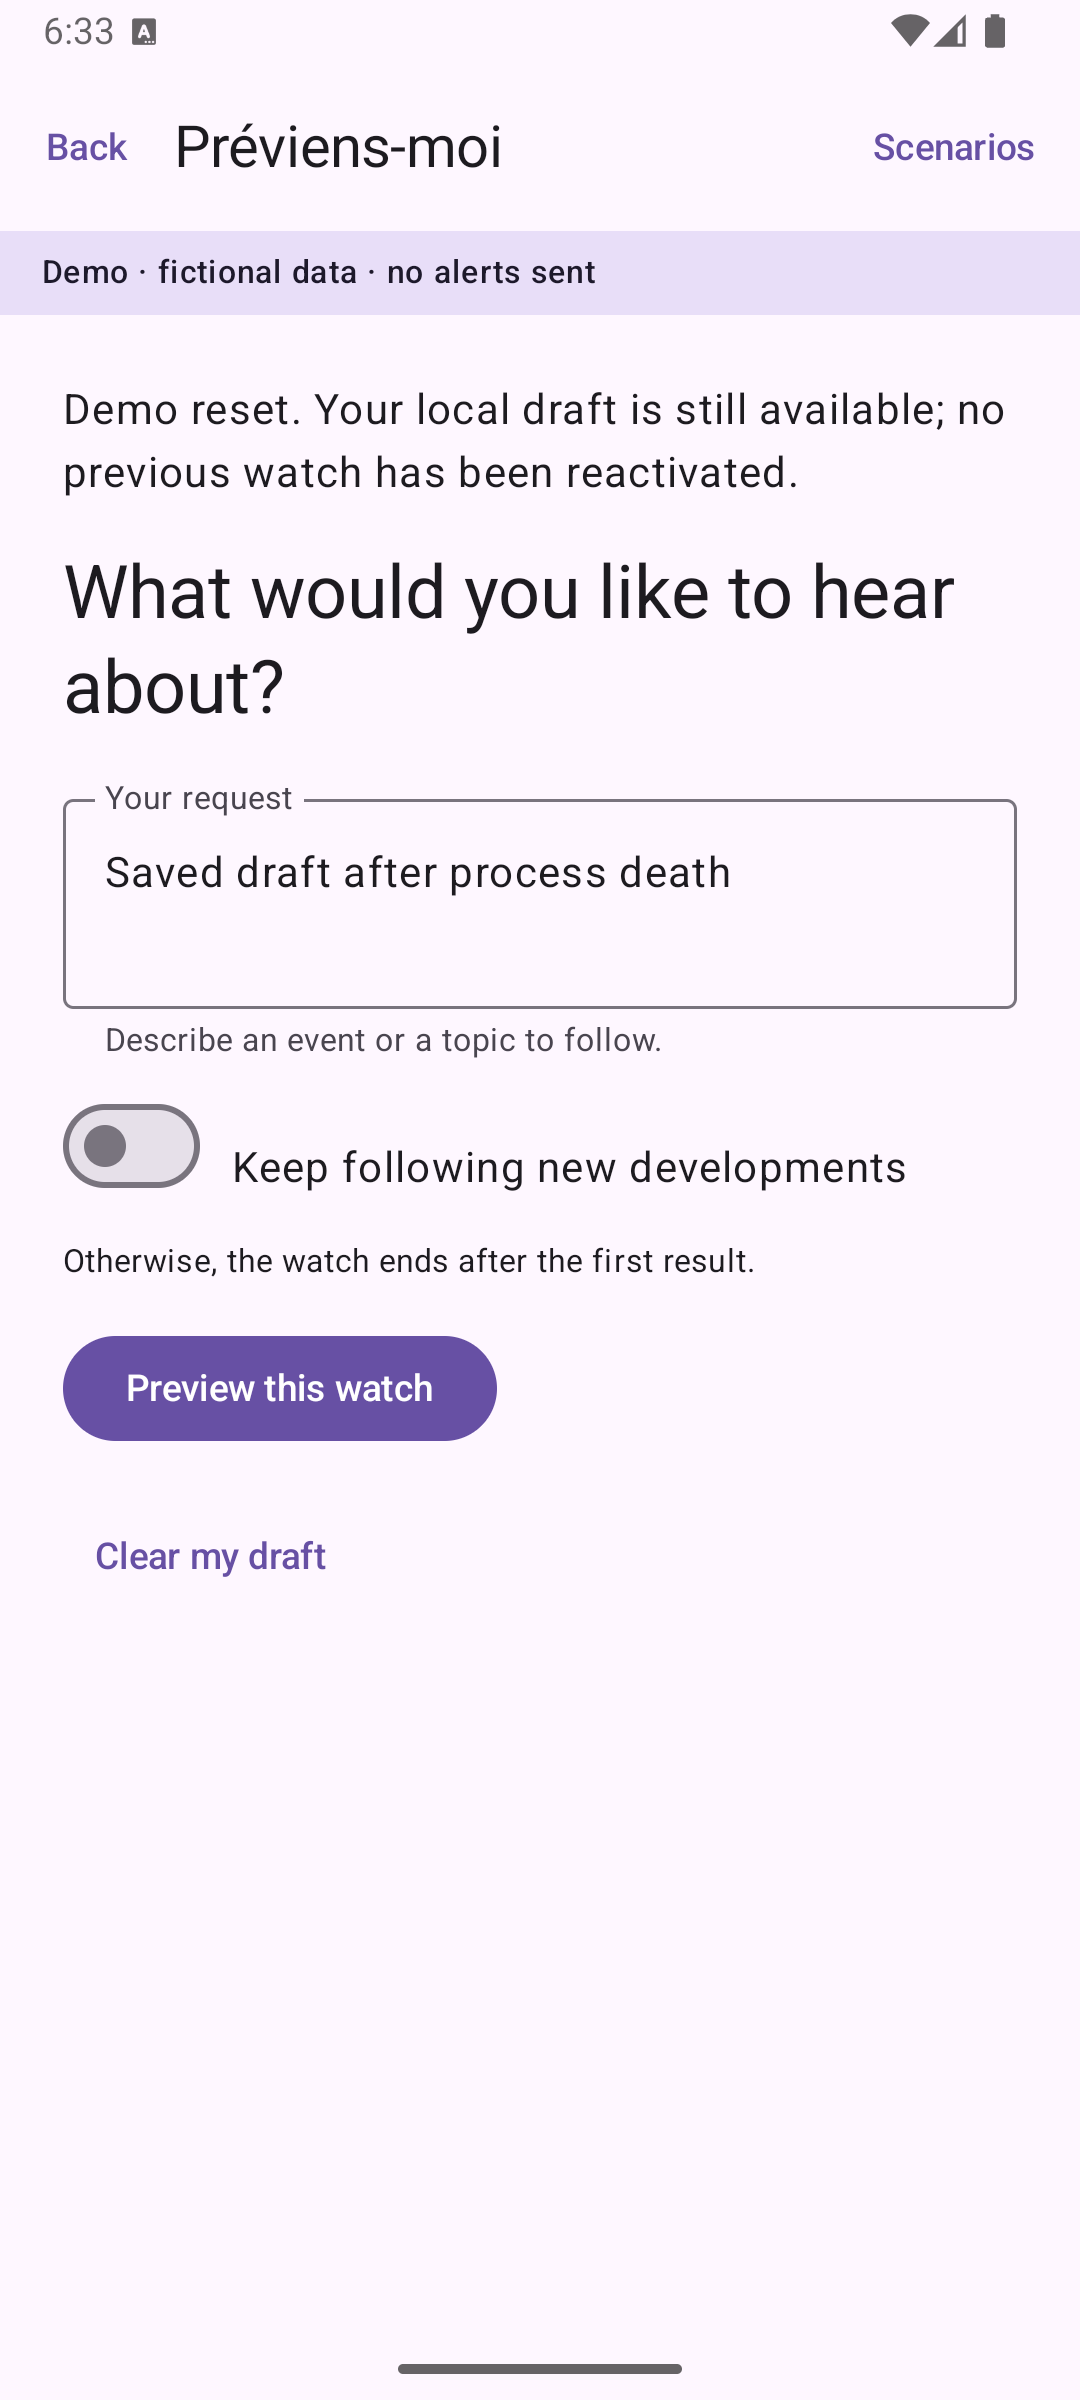 6:33
Back
Préviens-moi
Scenarios
Demo · fictional data · no alerts sent
Demo reset. Your local draft is still available; no
previous watch has been reactivated.
What would you like to hear
about?
Your request
Saved draft after process death
Describe an event or a topic to follow.
Keep following new developments
Otherwise, the watch ends after the first result.
Preview this watch
Clear my draft